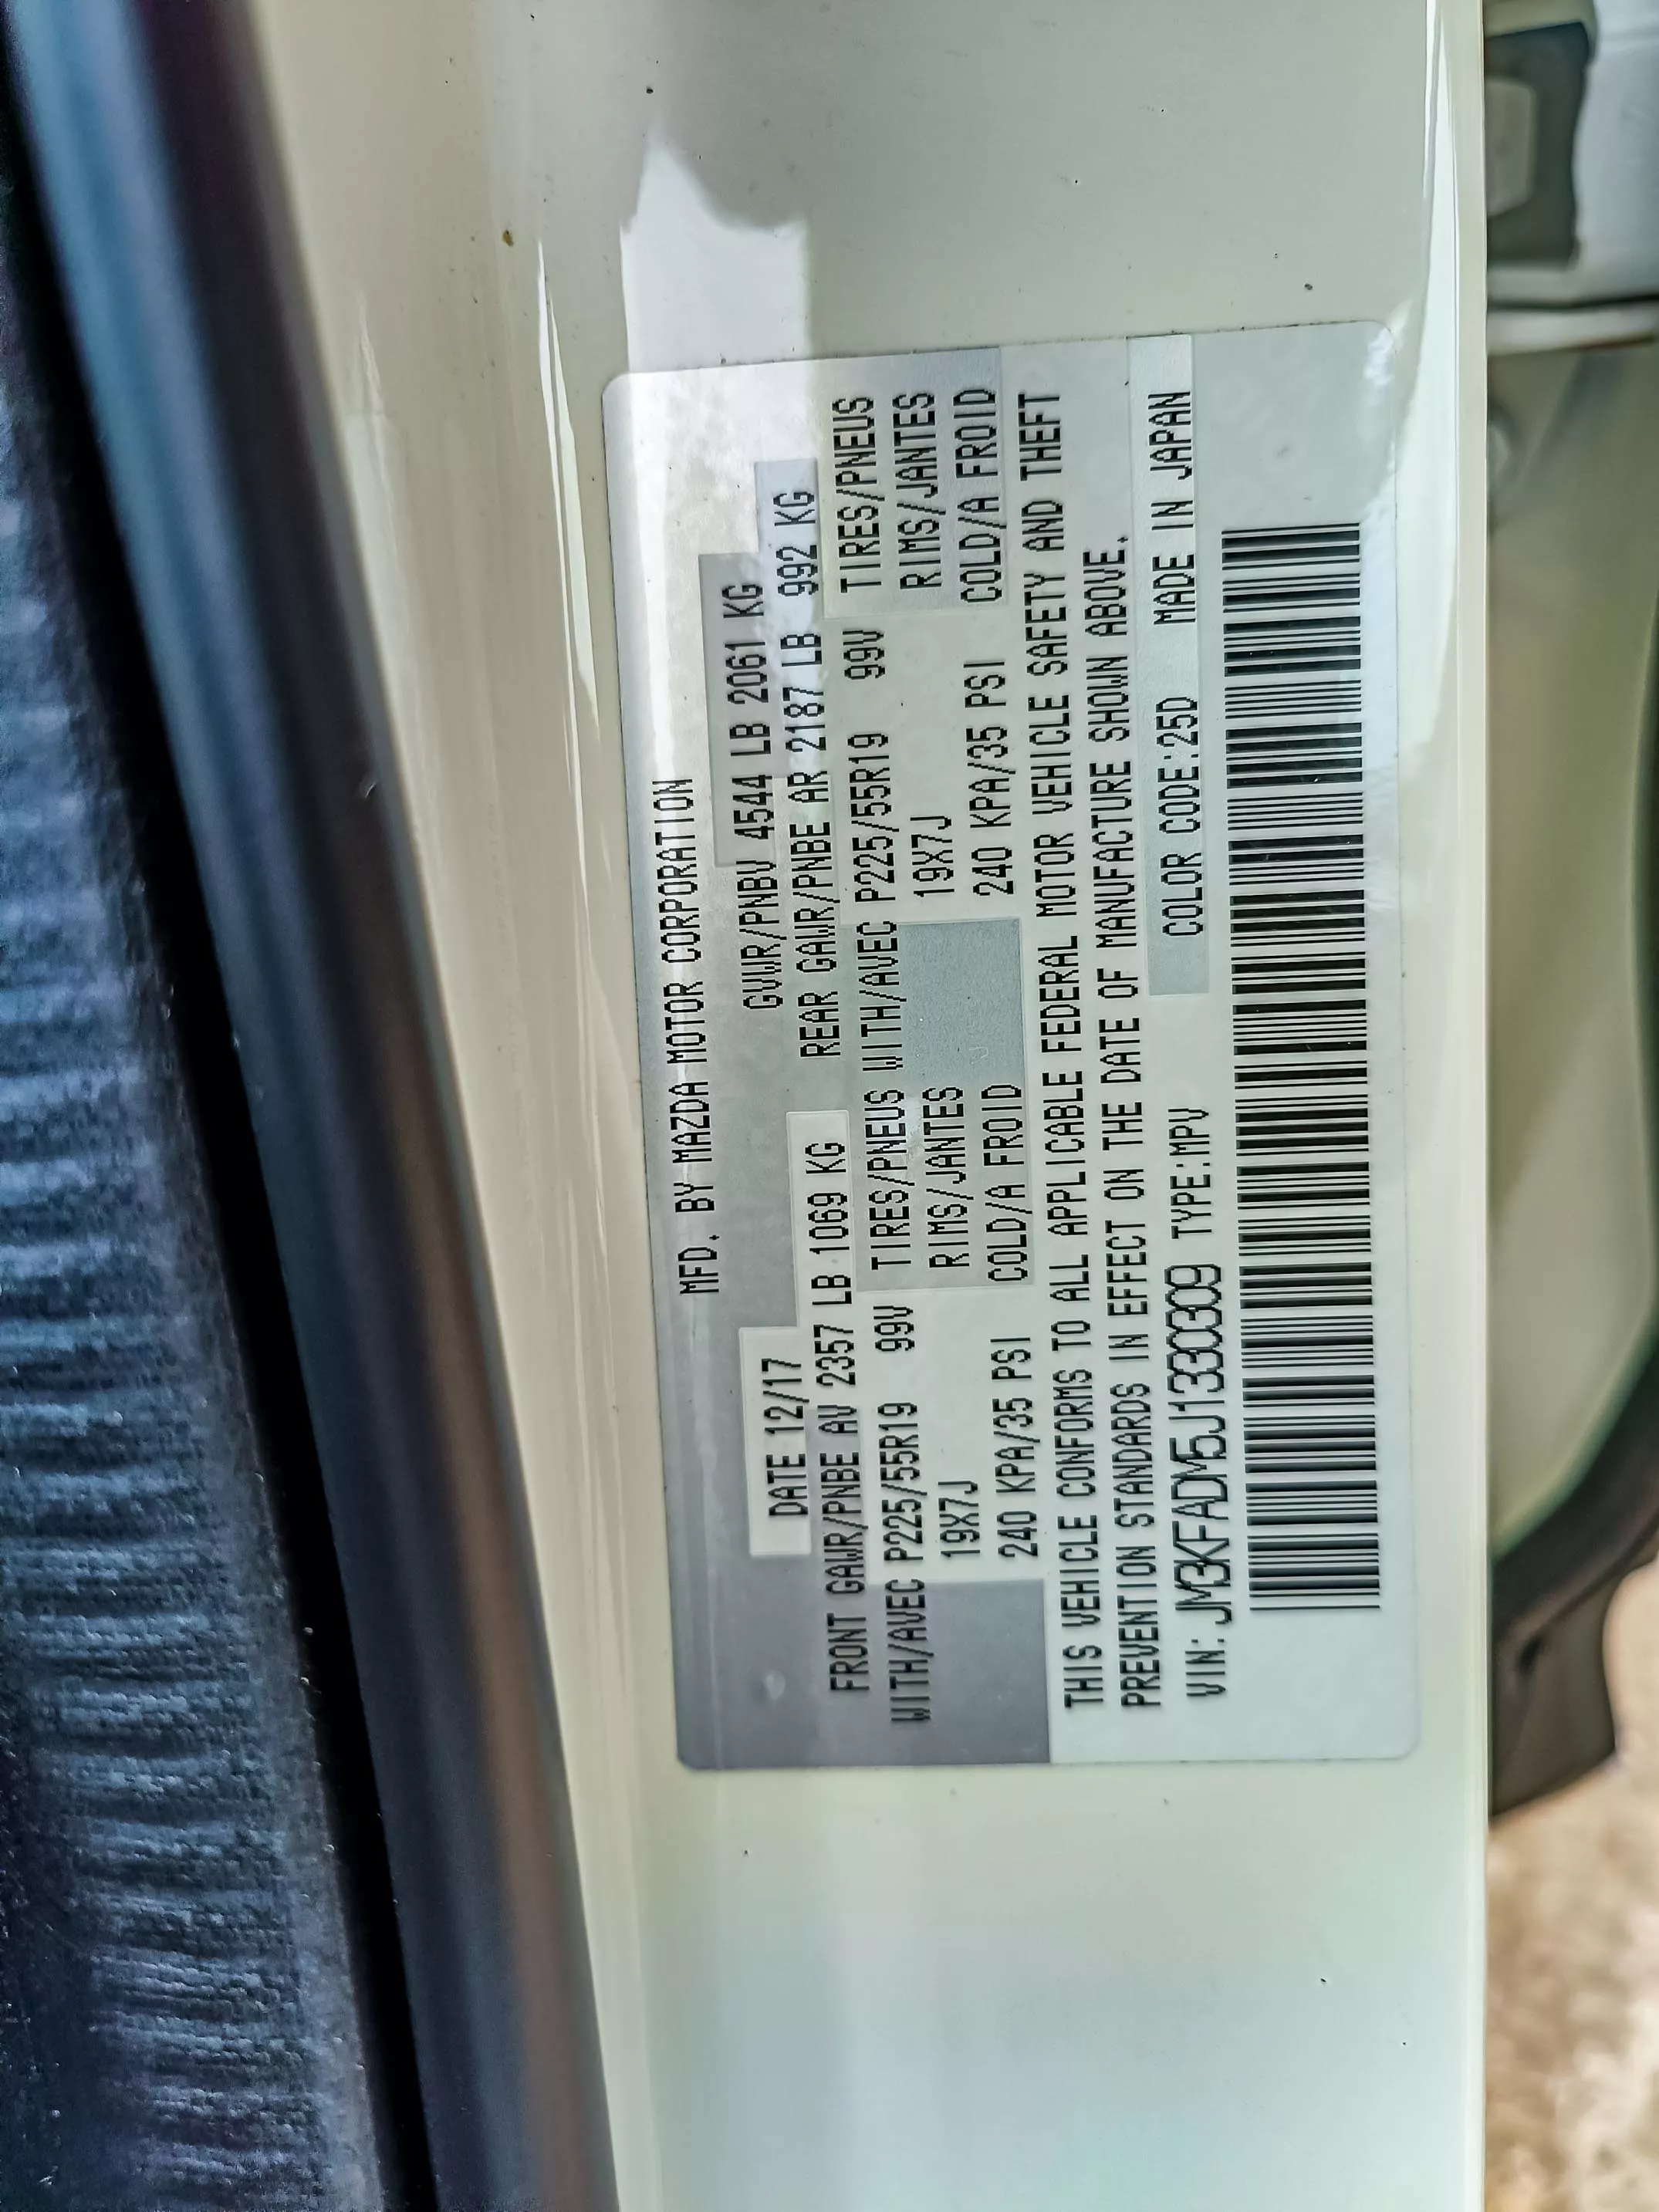 MFD. BY MAZDA MOTOR CORPORATION
DATE 12/17 GVWR/PNBV 4544 LB 2061 KG
FRONT GAWR/PNBE AV 2357 LB 1069 KG REAR GAWR/PNBE AR 2187 LB 992 KG
WITH/AVEC P225/55R19 99V TIRES/PNEUS WITH/AVEC P225/55R19 99V TIRES/PNEUS
19X7J RIMS/JANTES 19X7J RIMS/JANTES
240 KPA/35 PSI COLD/A FROID 240 KPA/35 PSI COLD/A FROID
THIS VEHICLE CONFORMS TO ALL APPLICABLE FEDERAL MOTOR VEHICLE SAFETY AND THEFT
PREVENTION STANDARDS IN EFFECT ON THE DATE OF MANUFACTURE SHOWN ABOVE.
VIN: JM3KFADM5J1330309 TYPE:MPV COLOR CODE:25D MADE IN JAPAN